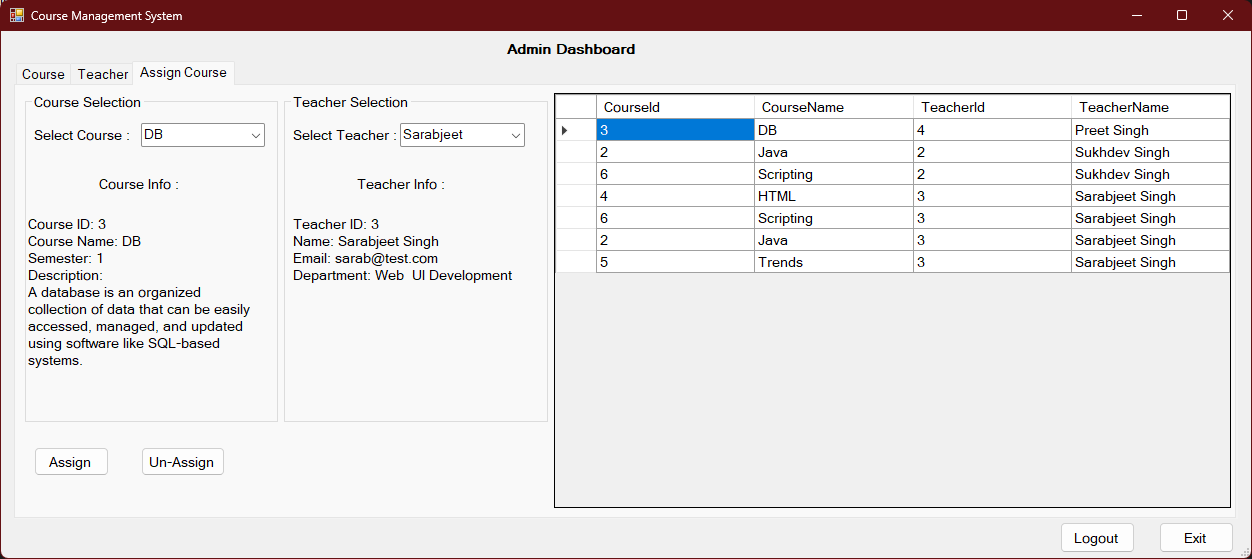 Course Management System
Admin Dashboard
Course Teacher Assign Course
Course Selection
Select Course : DB
Course Info :
Course ID: 3
Course Name: DB
Semester: 1
Description:
A database is an organized
collection of data that can be easily
accessed, managed, and updated
using software like SQL-based
systems.
Teacher Selection
Select Teacher : Sarabjeet
Teacher Info :
Teacher ID: 3
Name: Sarabjeet Singh
Email: sarab@test.com
Department: Web  UI Development
CourseId CourseName TeacherId TeacherName
3 DB 4 Preet Singh
2 Java 2 Sukhdev Singh
6 Scripting 2 Sukhdev Singh
4 HTML 3 Sarabjeet Singh
6 Scripting 3 Sarabjeet Singh
2 Java 3 Sarabjeet Singh
5 Trends 3 Sarabjeet Singh
Assign Un-Assign
Logout Exit